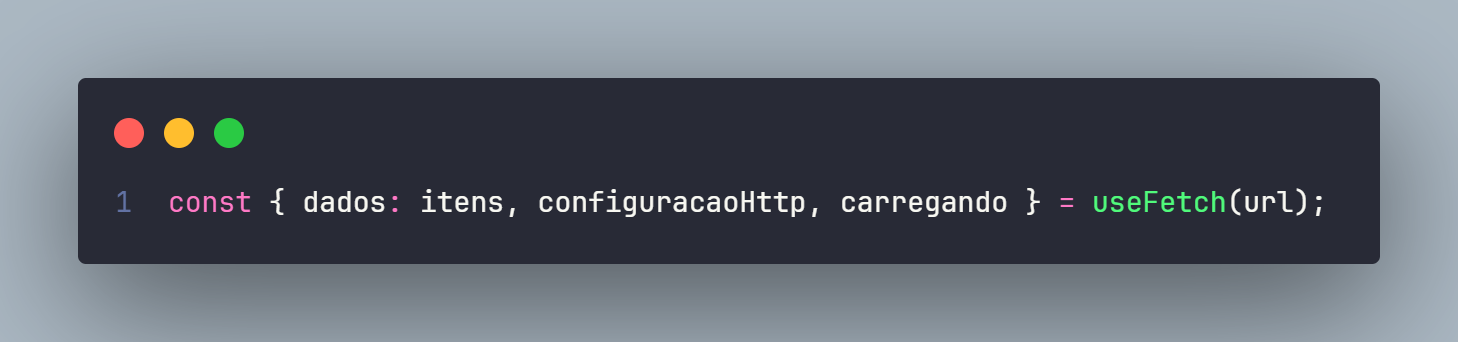 1 const { dados: itens, configuracaoHttp, carregando } = useFetch(url);